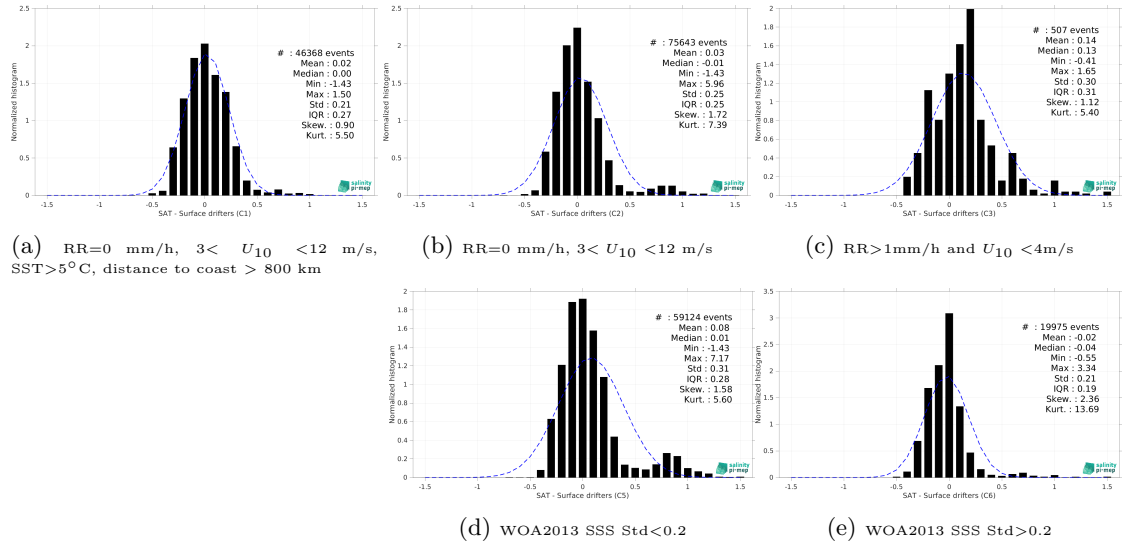 2.5
2
1.5
1
0.5
0
Normalized histogram
# : 46368 events
Mean : 0.02
Median : 0.00
Min : -1.43
Max : 1.50
Std : 0.21
IQR : 0.27
Skew. : 0.90
Kurt. : 5.50
salinity
pi-mep
-1.5 -1 -0.5 0 0.5 1 1.5
SAT - Surface drifters (C1)
(a) RR=0 mm/h, 3< U10 <12 m/s,
SST>5°C, distance to coast > 800 km
2.5
2
1.5
1
0.5
0
Normalized histogram
# : 75643 events
Mean : 0.03
Median : -0.01
Min : -1.43
Max : 5.96
Std : 0.25
IQR : 0.25
Skew. : 1.72
Kurt. : 7.39
salinity
pi-mep
-1.5 -1 -0.5 0 0.5 1 1.5
SAT - Surface drifters (C2)
(b) RR=0 mm/h, 3< U10 <12 m/s
2
1.8
1.6
1.4
1.2
1
0.8
0.6
0.4
0.2
0
Normalized histogram
# : 507 events
Mean : 0.14
Median : 0.13
Min : -0.41
Max : 1.65
Std : 0.30
IQR : 0.31
Skew. : 1.12
Kurt. : 5.40
salinity
pi-mep
-1.5 -1 -0.5 0 0.5 1 1.5
SAT - Surface drifters (C3)
(c) RR>1mm/h and U10 <4m/s
2
1.8
1.6
1.4
1.2
1
0.8
0.6
0.4
0.2
0
Normalized histogram
# : 59124 events
Mean : 0.08
Median : 0.01
Min : -1.43
Max : 7.17
Std : 0.31
IQR : 0.28
Skew. : 1.58
Kurt. : 5.60
salinity
pi-mep
-1.5 -1 -0.5 0 0.5 1 1.5
SAT - Surface drifters (C5)
(d) WOA2013 SSS Std<0.2
3.5
3
2.5
2
1.5
1
0.5
0
Normalized histogram
# : 19975 events
Mean : -0.02
Median : -0.04
Min : -0.55
Max : 3.34
Std : 0.21
IQR : 0.19
Skew. : 2.36
Kurt. : 13.69
salinity
pi-mep
-1.5 -1 -0.5 0 0.5 1 1.5
SAT - Surface drifters (C6)
(e) WOA2013 SSS Std>0.2